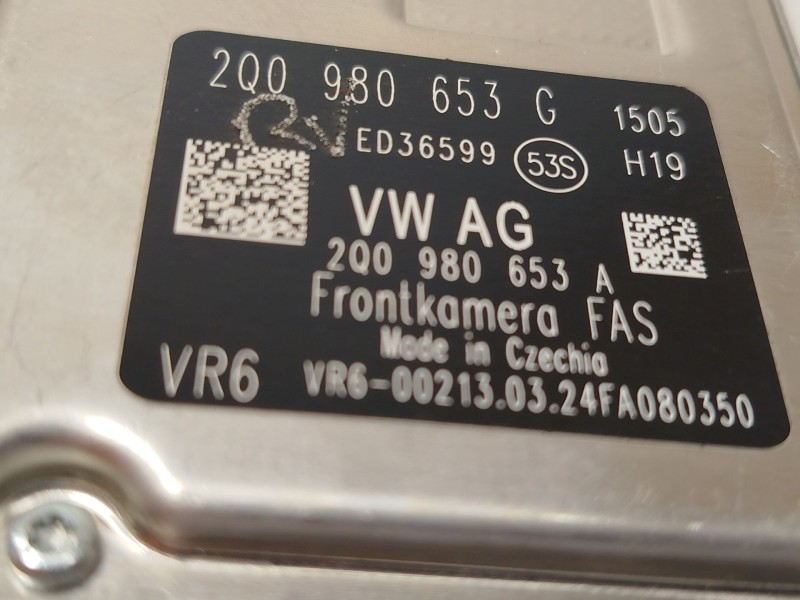 2Q0 980 653 G 1505
ED36599 53S H19
VW AG
2Q0 980 653 A
Frontkamera FAS
Made in Czechia
VR6 VR6-00213.03.24FA080350